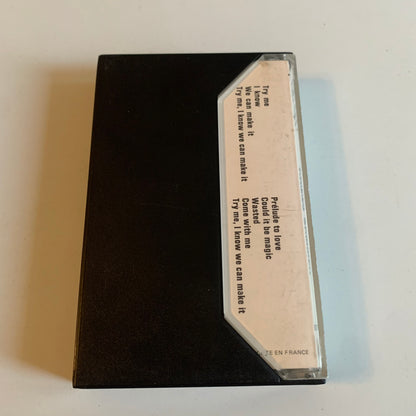 Try me
I know
We can make it
Try me, I know we can make it
Prélude to love
Could it be magic
Wasted
Come with me
Try me, I know we can make it
EN FRANCE